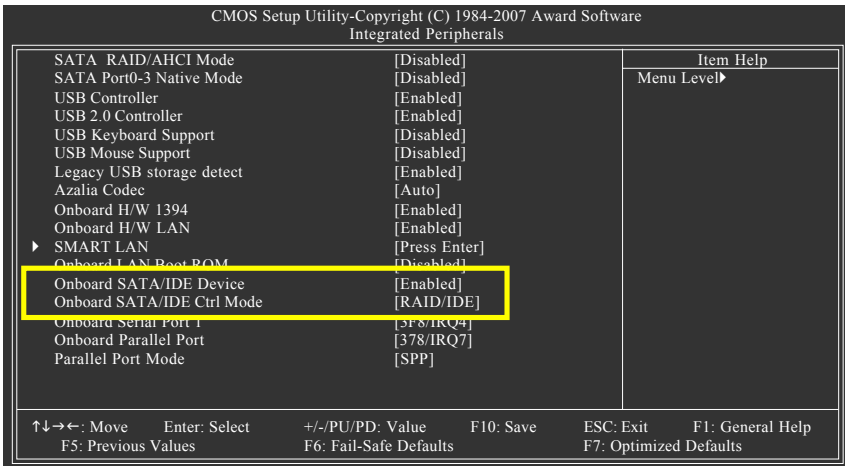 CMOS Setup Utility-Copyright (C) 1984-2007 Award Software
Integrated Peripherals
SATA RAID/AHCI Mode [Disabled]
SATA Port0-3 Native Mode [Disabled]
USB Controller [Enabled]
USB 2.0 Controller [Enabled]
USB Keyboard Support [Disabled]
USB Mouse Support [Disabled]
Legacy USB storage detect [Enabled]
Azalia Codec [Auto]
Onboard H/W 1394 [Enabled]
Onboard H/W LAN [Enabled]
SMART LAN [Press Enter]
Onboard LAN Boot ROM [Disabled]
Onboard SATA/IDE Device [Enabled]
Onboard SATA/IDE Ctrl Mode [RAID/IDE]
Onboard Serial Port 1 [3F8/IRQ4]
Onboard Parallel Port [378/IRQ7]
Parallel Port Mode [SPP]
Item Help
Menu Level
↑↓→←: Move Enter: Select +/-/PU/PD: Value F10: Save ESC: Exit F1: General Help
F5: Previous Values F6: Fail-Safe Defaults F7: Optimized Defaults